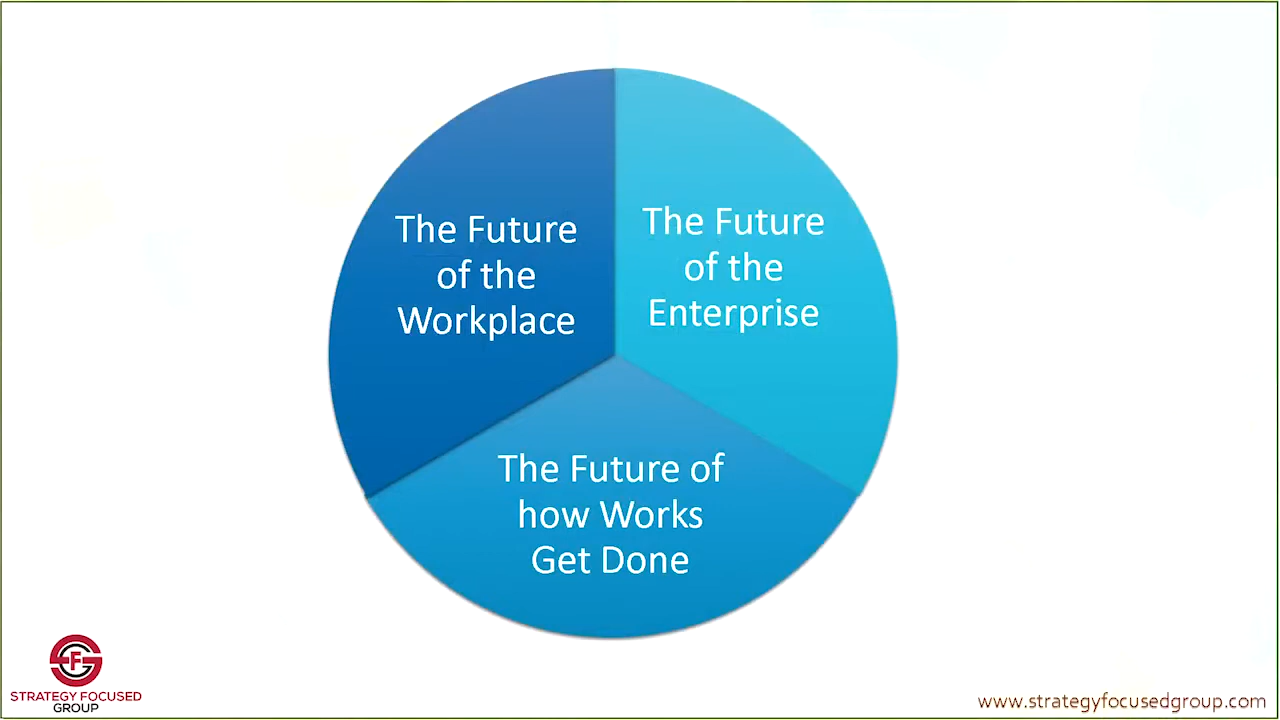 The Future
of the
Workplace
The Future
of the
Enterprise
The Future of
how Works
Get Done
SF
STRATEGY FOCUSED
GROUP
www.strategyfocusedgroup.com